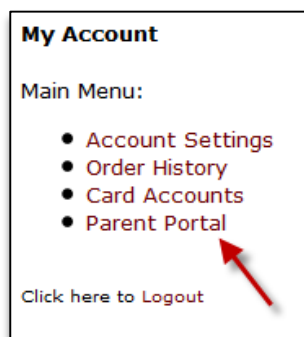 My Account
Main Menu:
Account Settings
Order History
Card Accounts
Parent Portal
Click here to Logout